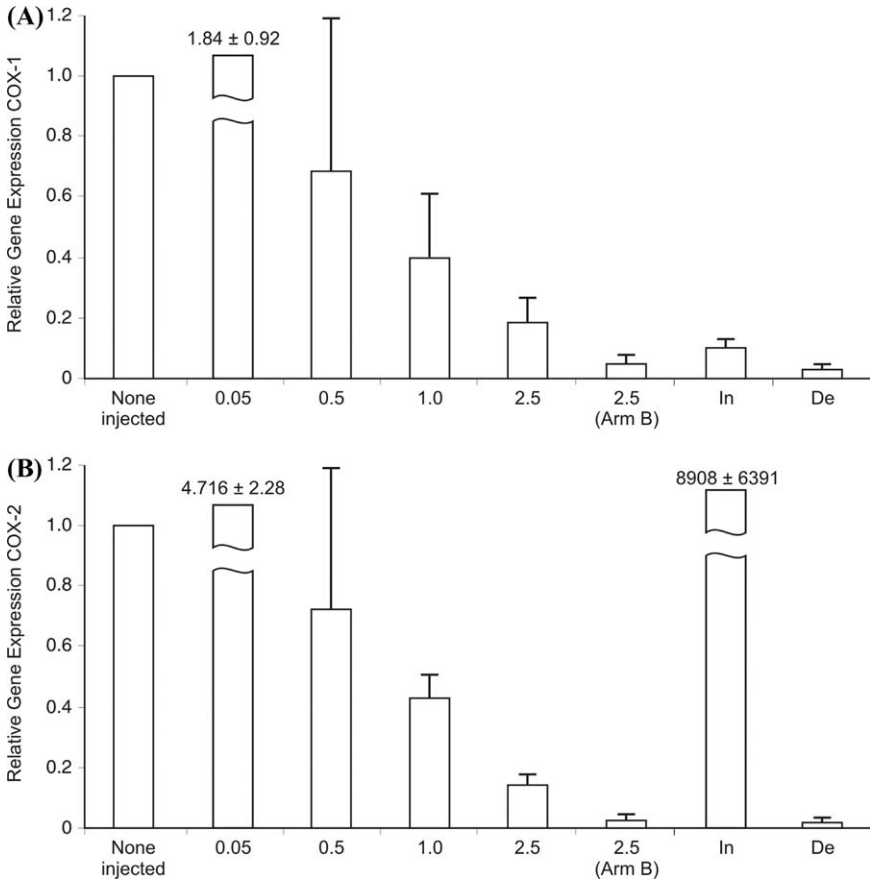 (A)
Relative Gene Expression COX-1
1.2
1.0
0.8
0.6
0.4
0.2
0
1.84 ± 0.92
None injected
0.05
0.5
1.0
2.5
2.5 (Arm B)
In
De
(B)
Relative Gene Expression COX-2
1.2
1.0
0.8
0.6
0.4
0.2
0
4.716 ± 2.28
8908 ± 6391
None injected
0.05
0.5
1.0
2.5
2.5 (Arm B)
In
De